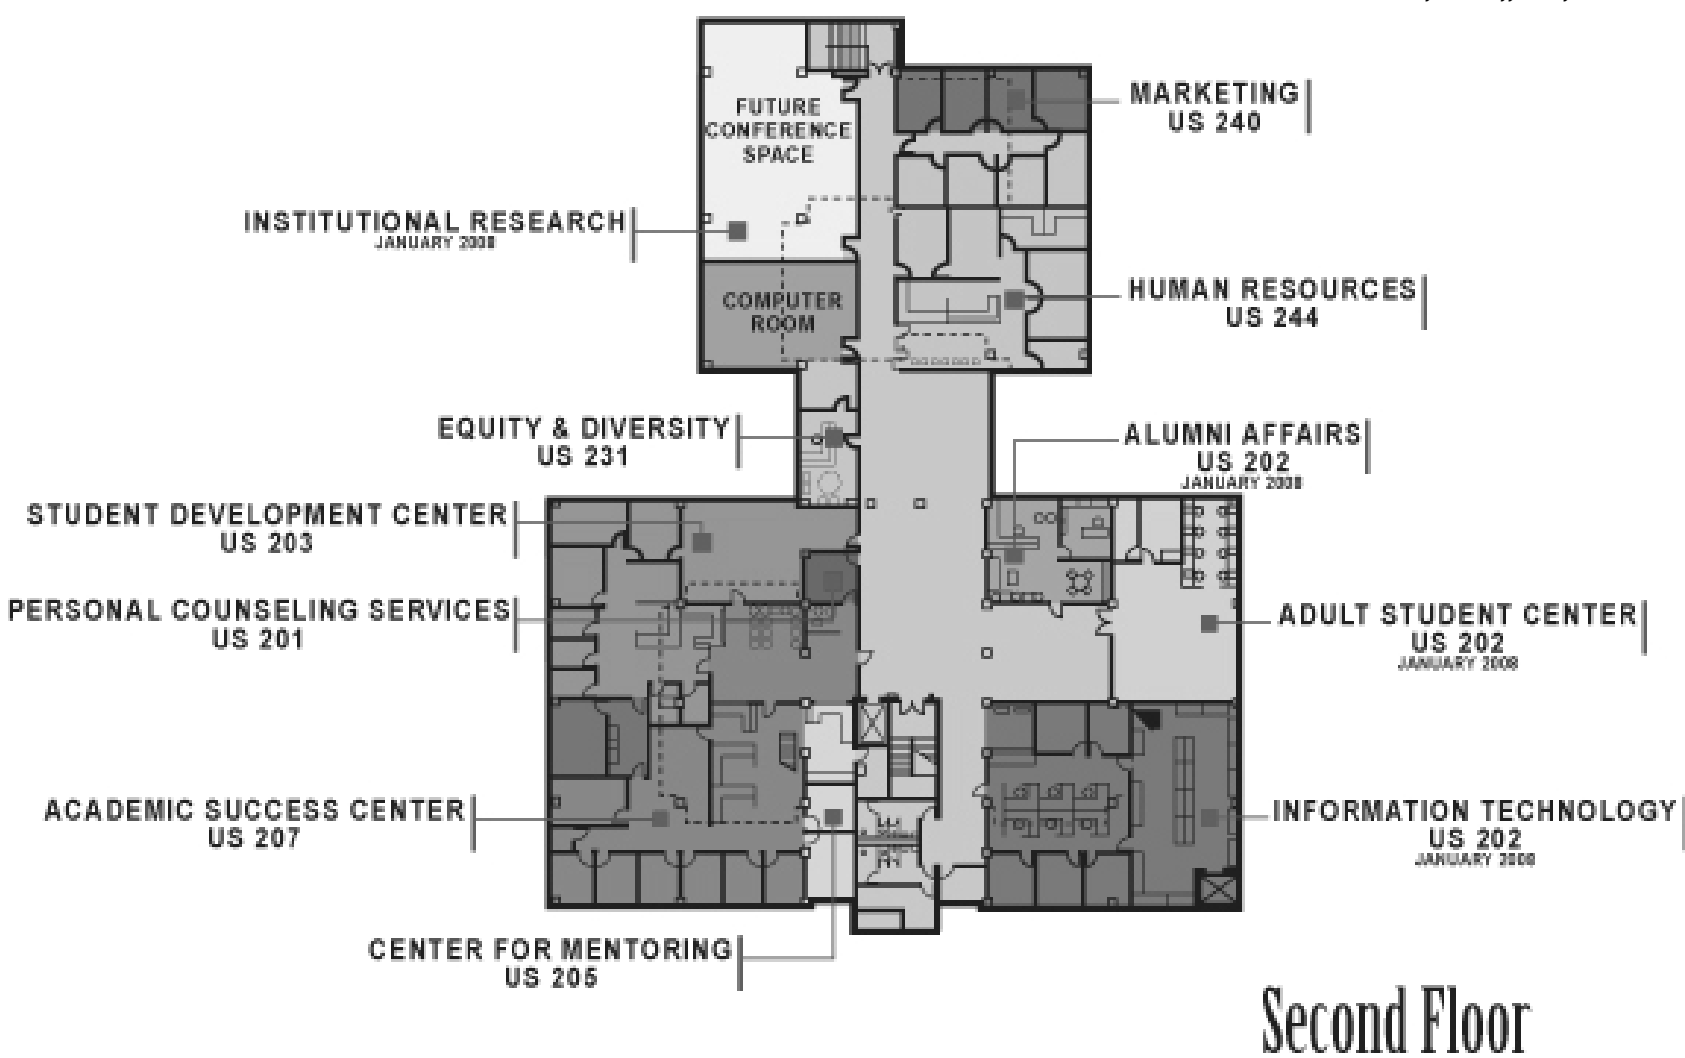 FUTURE
CONFERENCE
SPACE
MARKETING
US 240
INSTITUTIONAL RESEARCH
JANUARY 2008
COMPUTER
ROOM
HUMAN RESOURCES
US 244
EQUITY & DIVERSITY
US 231
ALUMNI AFFAIRS
US 202
JANUARY 2008
STUDENT DEVELOPMENT CENTER
US 203
PERSONAL COUNSELING SERVICES
US 201
ADULT STUDENT CENTER
US 202
JANUARY 2008
ACADEMIC SUCCESS CENTER
US 207
INFORMATION TECHNOLOGY
US 202
JANUARY 2008
CENTER FOR MENTORING
US 205
Second Floor